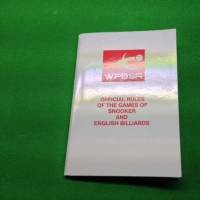 WPBSA
OFFICIAL RULES
OF THE GAMES OF
SNOOKER
AND
ENGLISH BILLIARDS